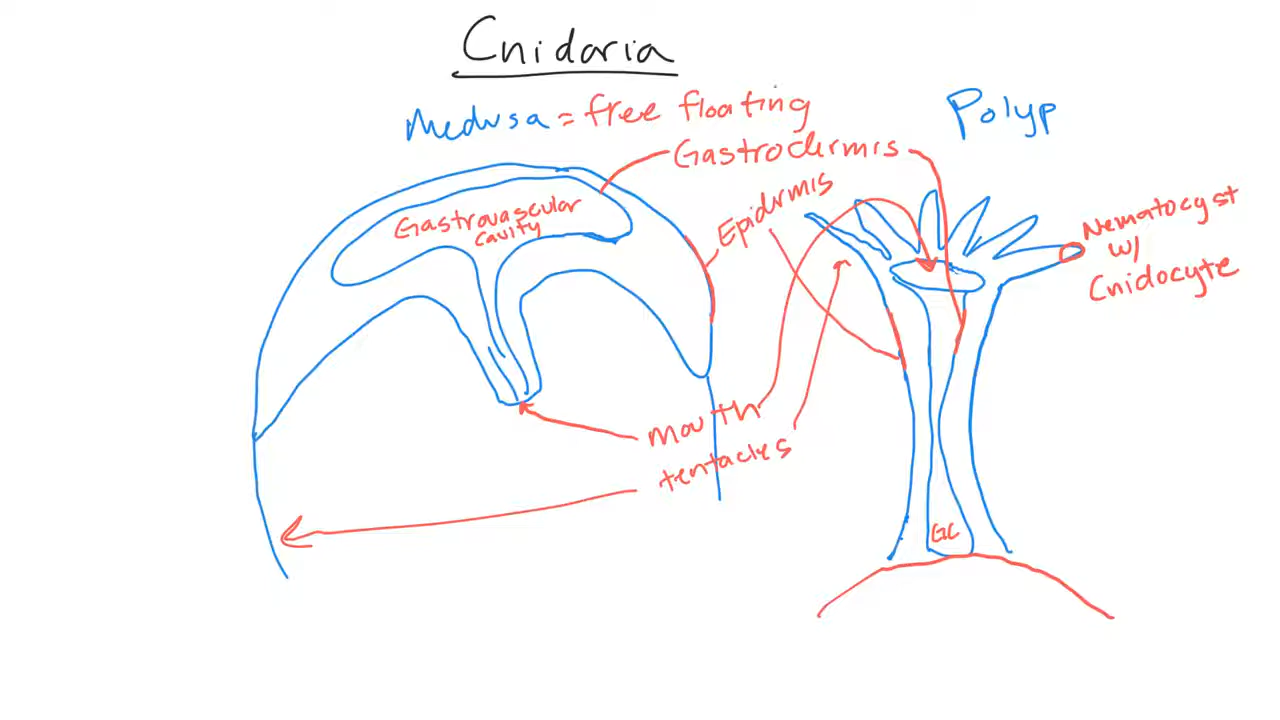 Cnidaria
Medusa = free floating
Polyp
Gastrodermis
Epidermis
Gastrovascular
cavity
Nematocyst
w/
Cnidocyte
mouth
tentacles
GC